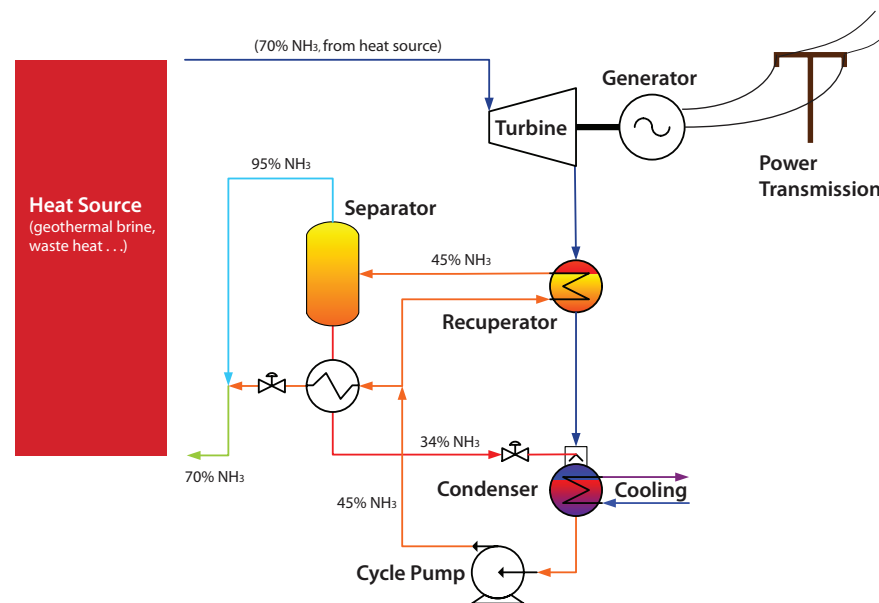 (70% NH3, from heat source)
Generator
Turbine
Power
Transmission
95% NH3
Heat Source
(geothermal brine,
waste heat . . .)
Separator
45% NH3
Recuperator
34% NH3
70% NH3
Condenser
Cooling
45% NH3
Cycle Pump